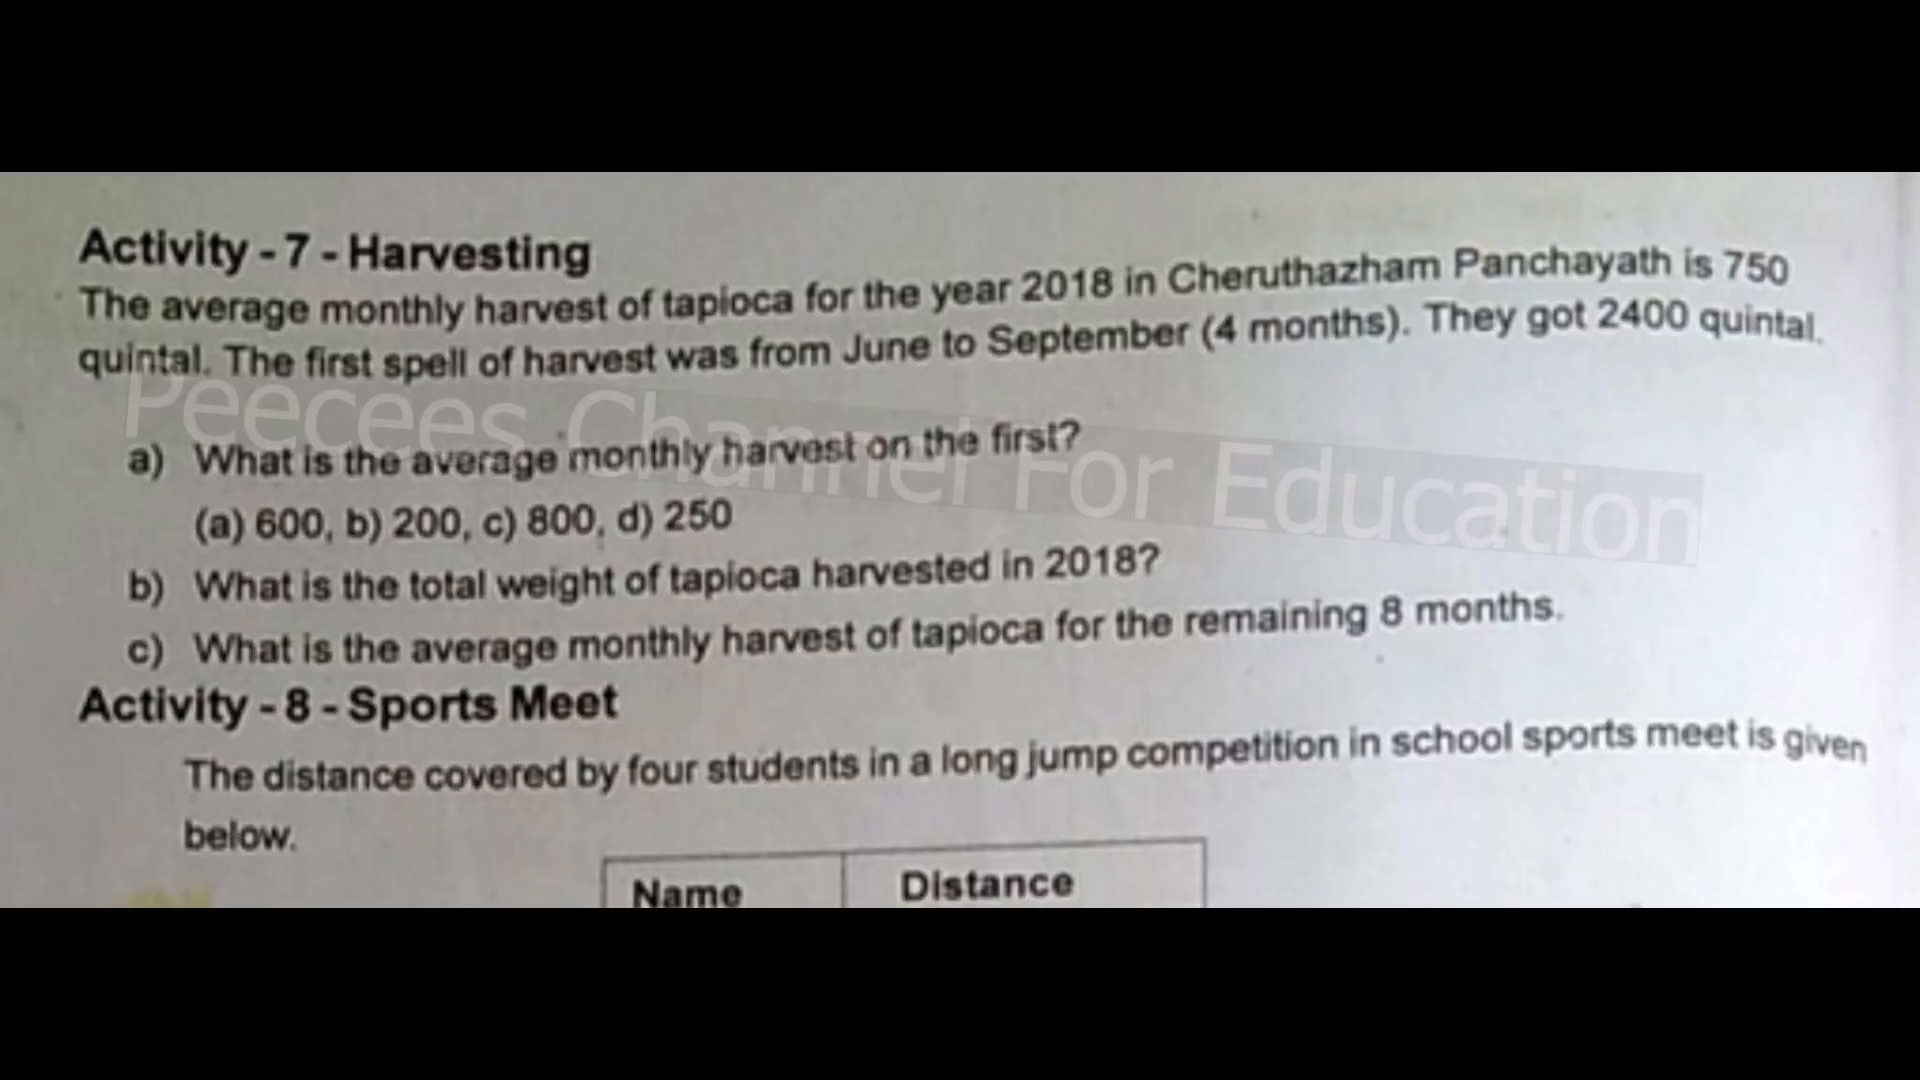 Activity - 7 - Harvesting
The average monthly harvest of tapioca for the year 2018 in Cheruthazham Panchayath is 750
quintal. The first spell of harvest was from June to September (4 months). They got 2400 quintal.
Peecees Channel For Education
a) What is the average monthly harvest on the first?
(a) 600, b) 200, c) 800, d) 250
b) What is the total weight of tapioca harvested in 2018?
c) What is the average monthly harvest of tapioca for the remaining 8 months.
Activity - 8 - Sports Meet
The distance covered by four students in a long jump competition in school sports meet is given
below.
Name Distance